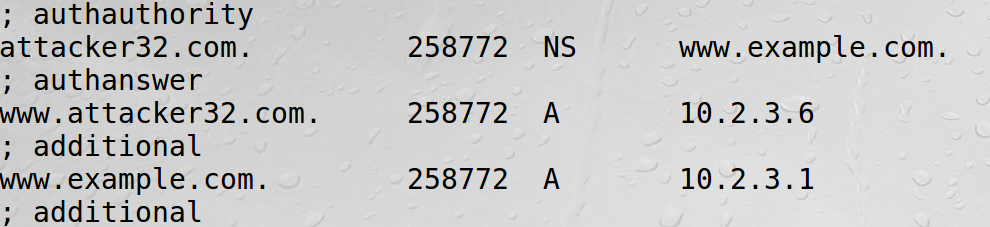 ; authauthority
attacker32.com. 258772 NS www.example.com.
; authanswer
www.attacker32.com. 258772 A 10.2.3.6
; additional
www.example.com. 258772 A 10.2.3.1
; additional